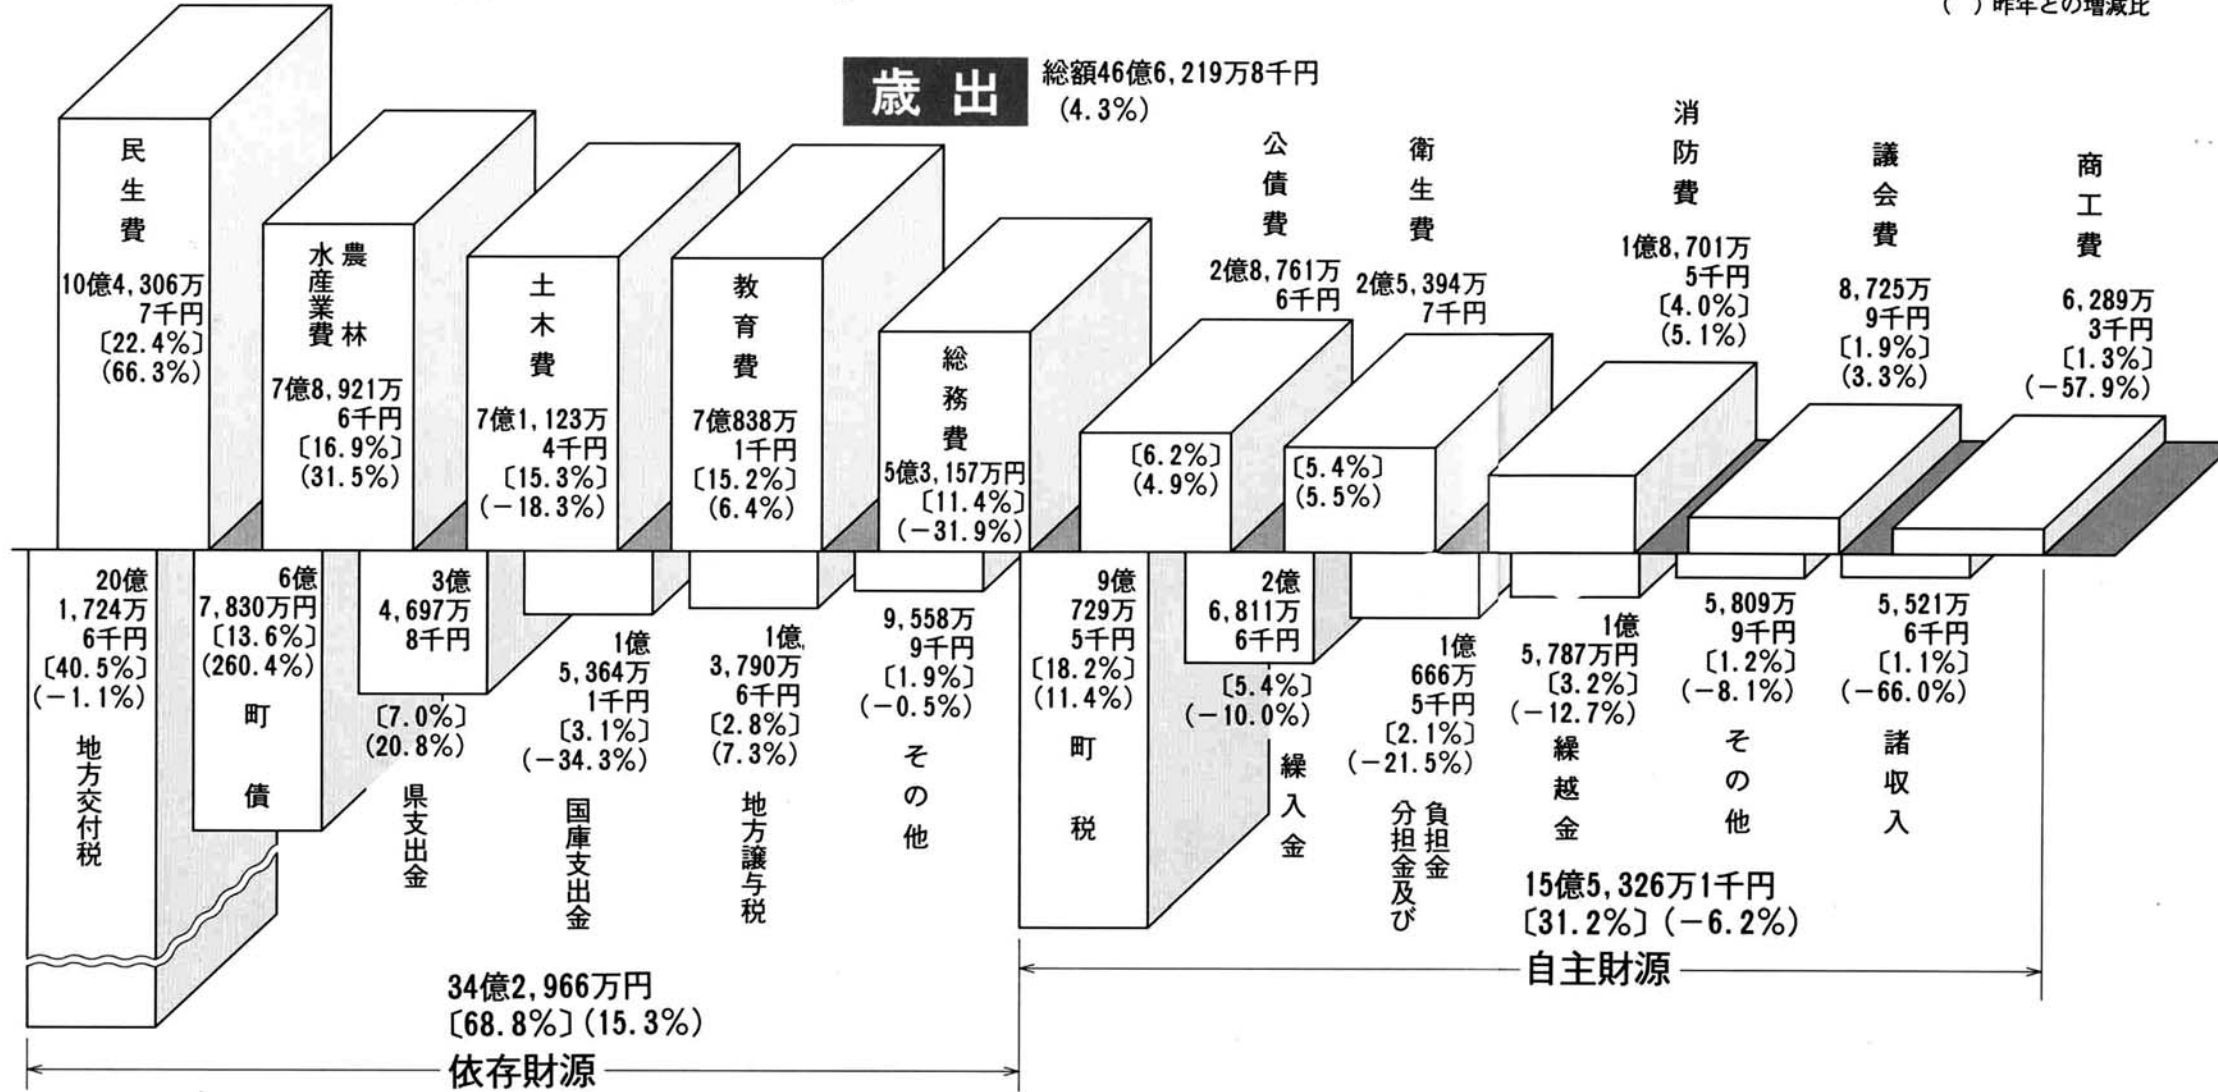 ( ) 昨年との増減比
歳出
総額46億6,219万8千円
(4.3%)
民生費
10億4,306万
7千円
〔22.4%〕
(66.3%)
農林
水産業費
7億8,921万
6千円
〔16.9%〕
(31.5%)
土木費
7億1,123万
4千円
〔15.3%〕
(-18.3%)
教育費
7億838万
1千円
〔15.2%〕
(6.4%)
総務費
5億3,157万円
〔11.4%〕
(-31.9%)
公債費
2億8,761万
6千円
〔6.2%〕
(4.9%)
衛生費
2億5,394万
7千円
〔5.4%〕
(5.5%)
消防費
1億8,701万
5千円
〔4.0%〕
(5.1%)
議会費
8,725万
9千円
〔1.9%〕
(3.3%)
商工費
6,289万
3千円
〔1.3%〕
(-57.9%)
20億
1,724万
6千円
〔40.5%〕
(-1.1%)
地方交付税
6億
7,830万円
〔13.6%〕
(260.4%)
町債
3億
4,697万
8千円
〔7.0%〕
(20.8%)
県支出金
1億
5,364万
1千円
〔3.1%〕
(-34.3%)
国庫支出金
1億
3,790万
6千円
〔2.8%〕
(7.3%)
地方譲与税
9,558万
9千円
〔1.9%〕
(-0.5%)
その他
9億
729万
5千円
〔18.2%〕
(11.4%)
町税
2億
6,811万
6千円
〔5.4%〕
(-10.0%)
繰入金
1億
666万
5千円
〔2.1%〕
(-21.5%)
負担金
分担金及び
1億
5,787万円
〔3.2%〕
(-12.7%)
繰越金
5,809万
9千円
〔1.2%〕
(-8.1%)
その他
5,521万
6千円
〔1.1%〕
(-66.0%)
諸収入
15億5,326万1千円
〔31.2%〕(-6.2%)
自主財源
34億2,966万円
〔68.8%〕(15.3%)
依存財源